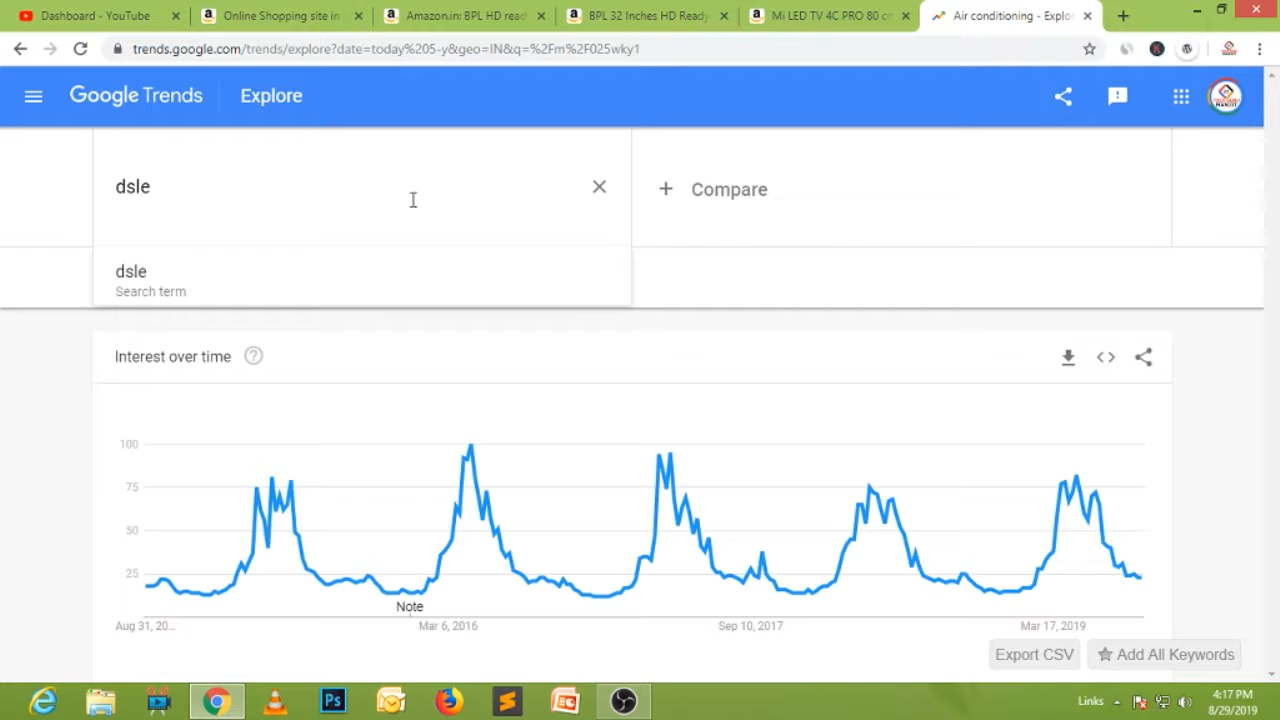 Dashboard - YouTube
Online Shopping site in
Amazon.in: BPL HD read
BPL 32 Inches HD Ready
Mi LED TV 4C PRO 80 cn
Air conditioning - Explor
trends.google.com/trends/explore?date=today%205-y&geo=IN&q=%2Fm%2F025wky1
Google Trends
Explore
dsle
Compare
dsle
Search term
Interest over time
100
75
50
25
Note
Aug 31, 20...
Mar 6, 2016
Sep 10, 2017
Mar 17, 2019
Export CSV
Add All Keywords
Ps
Links
4:17 PM
8/29/2019